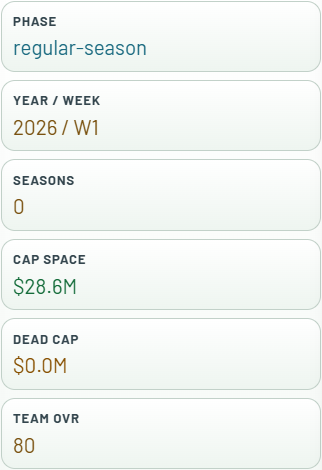 PHASE
regular-season
YEAR / WEEK
2026 / W1
SEASONS
0
CAP SPACE
$28.6M
DEAD CAP
$0.0M
TEAM OVR
80